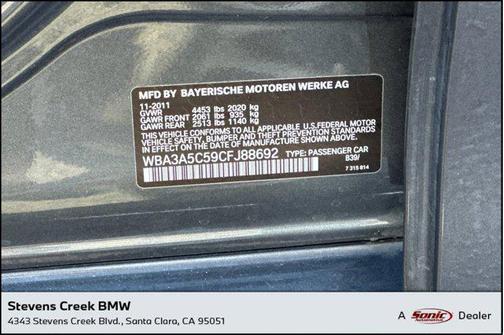 MFD BY BAYERISCHE MOTOREN WERKE AG
11-2011
GVWR 4453 lbs 2020 kg
GAWR FRONT 2061 lbs 935 kg
GAWR REAR 2513 lbs 1140 kg
THIS VEHICLE CONFORMS TO ALL APPLICABLE U.S.FEDERAL MOTOR
VEHICLE SAFETY, BUMPER, AND THEFT PREVENTION STANDARDS
IN EFFECT ON THE DATE OF MANUFACTURE SHOWN ABOVE.
WBA3A5C59CFJ88692 TYPE: PASSENGER CAR
B39/
7 315 814
Stevens Creek BMW
4343 Stevens Creek Blvd., Santa Clara, CA 95051
A Sonic Automotive Dealer